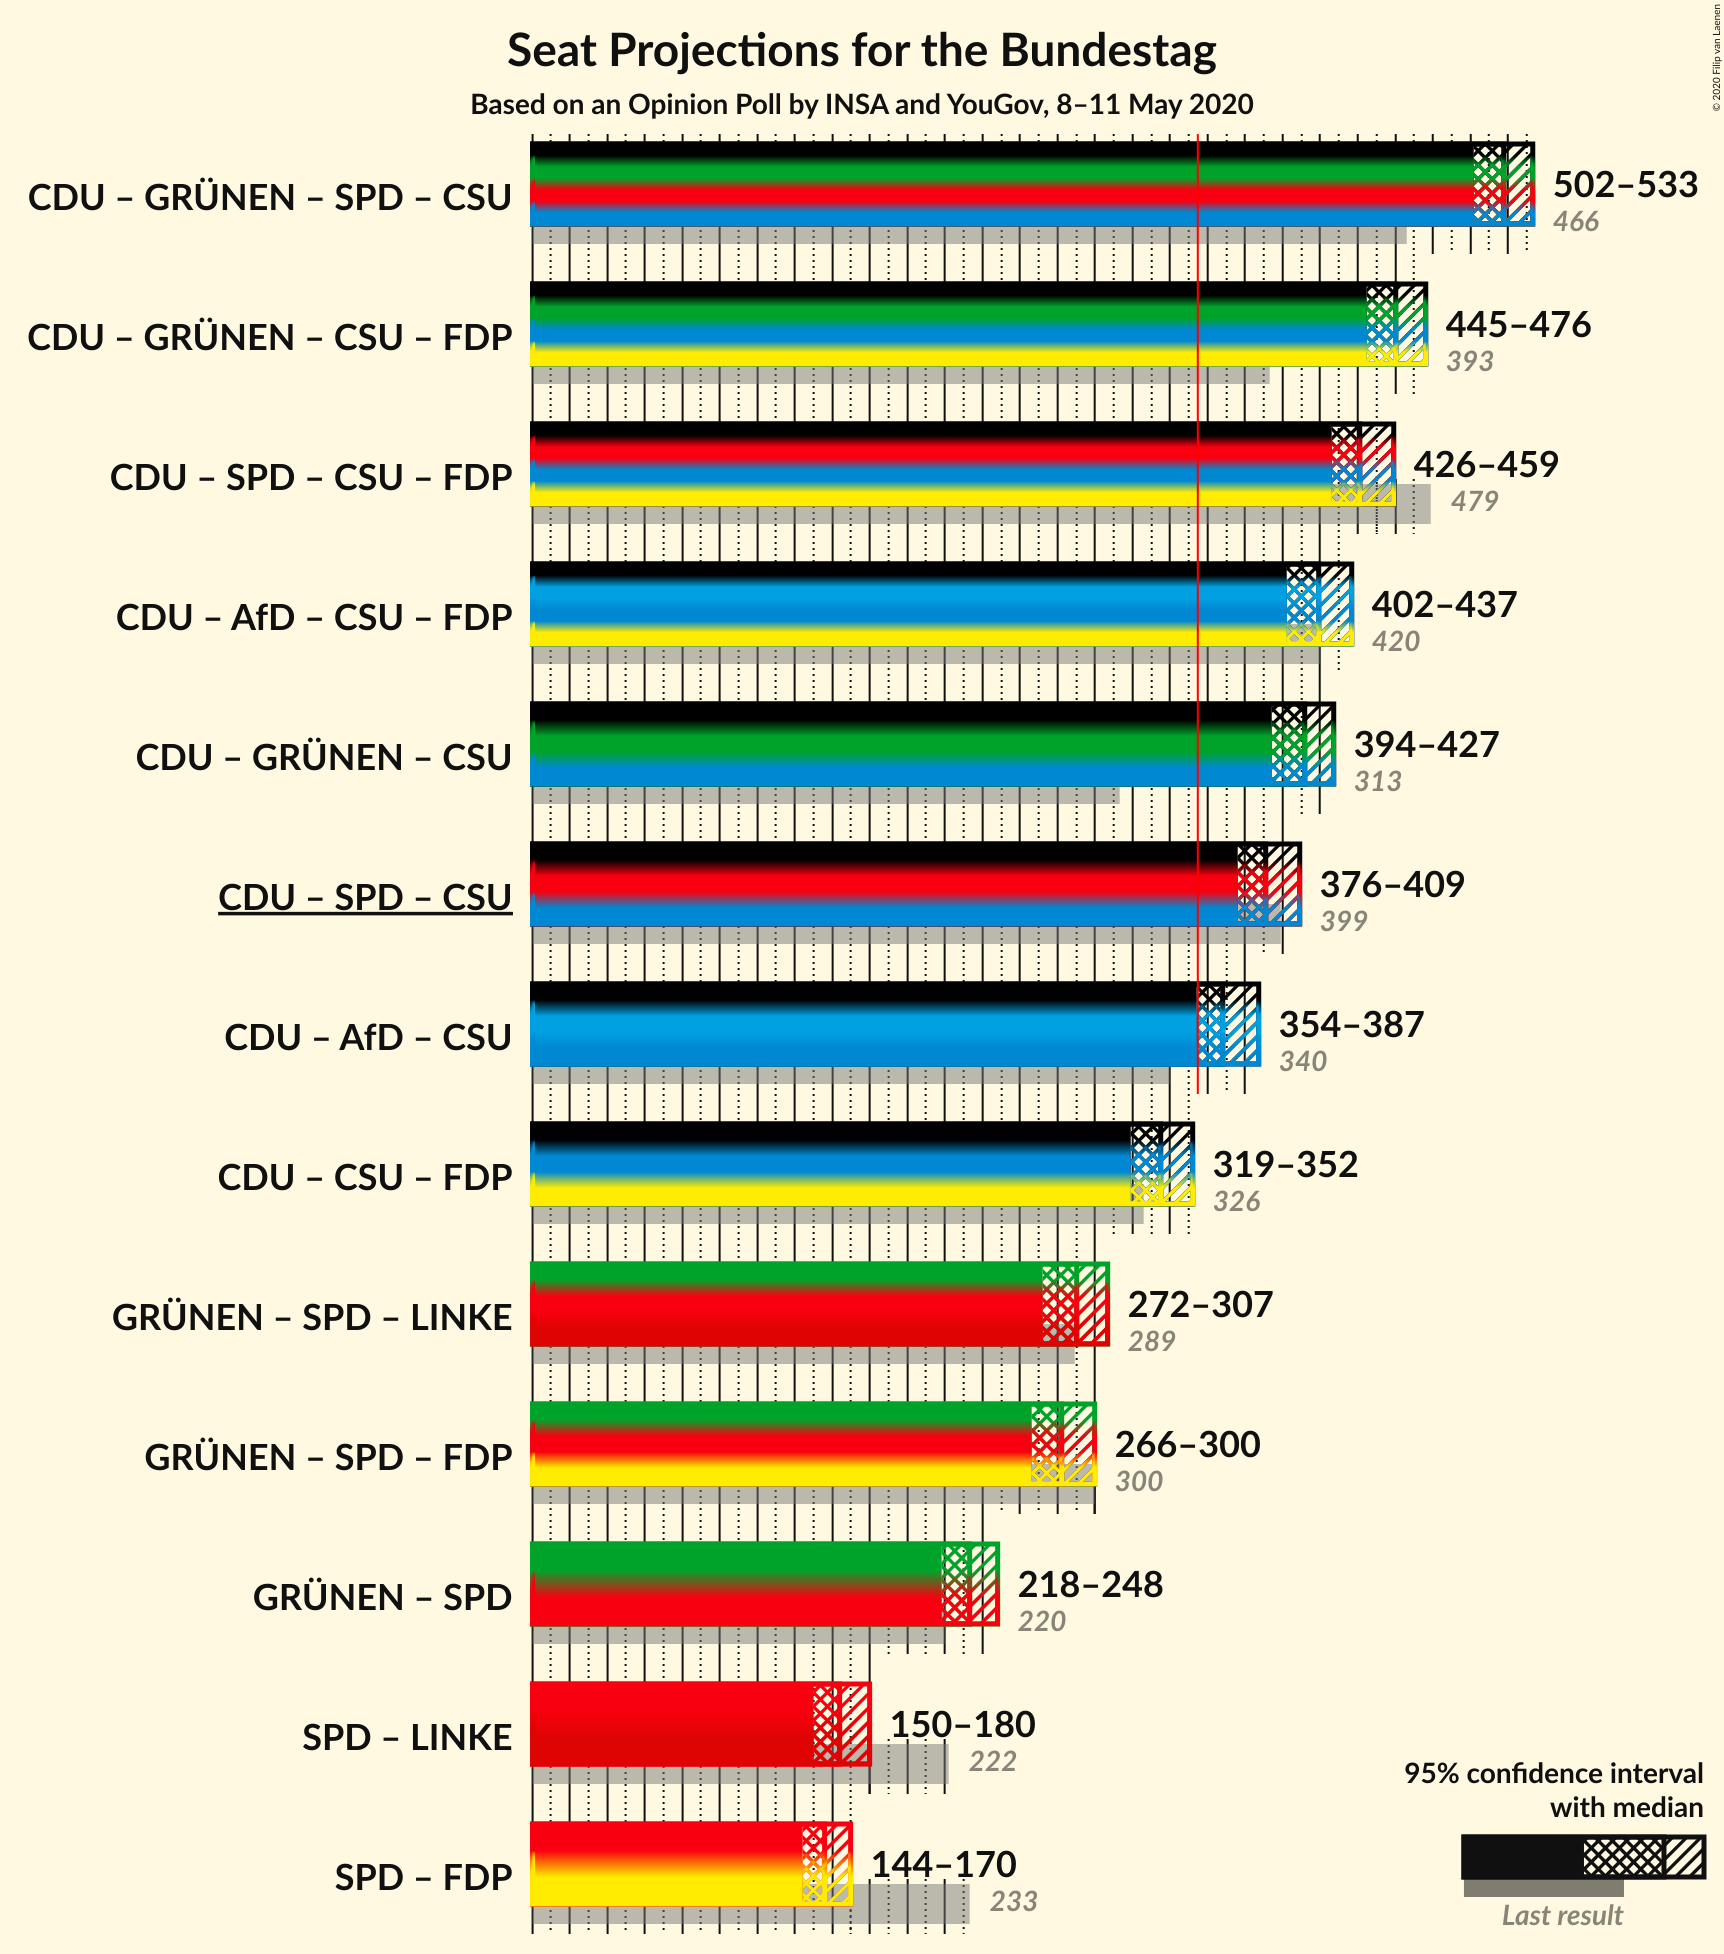 Seat Projections for the Bundestag
Based on an Opinion Poll by INSA and YouGov, 8–11 May 2020
© 2020 Filip van Laenen
CDU – GRÜNEN – SPD – CSU
502–533
466
CDU – GRÜNEN – CSU – FDP
445–476
393
CDU – SPD – CSU – FDP
426–459
479
CDU – AfD – CSU – FDP
402–437
420
CDU – GRÜNEN – CSU
394–427
313
CDU – SPD – CSU
376–409
399
CDU – AfD – CSU
354–387
340
CDU – CSU – FDP
319–352
326
GRÜNEN – SPD – LINKE
272–307
289
GRÜNEN – SPD – FDP
266–300
300
GRÜNEN – SPD
218–248
220
SPD – LINKE
150–180
222
SPD – FDP
144–170
233
95% confidence interval
with median
Last result